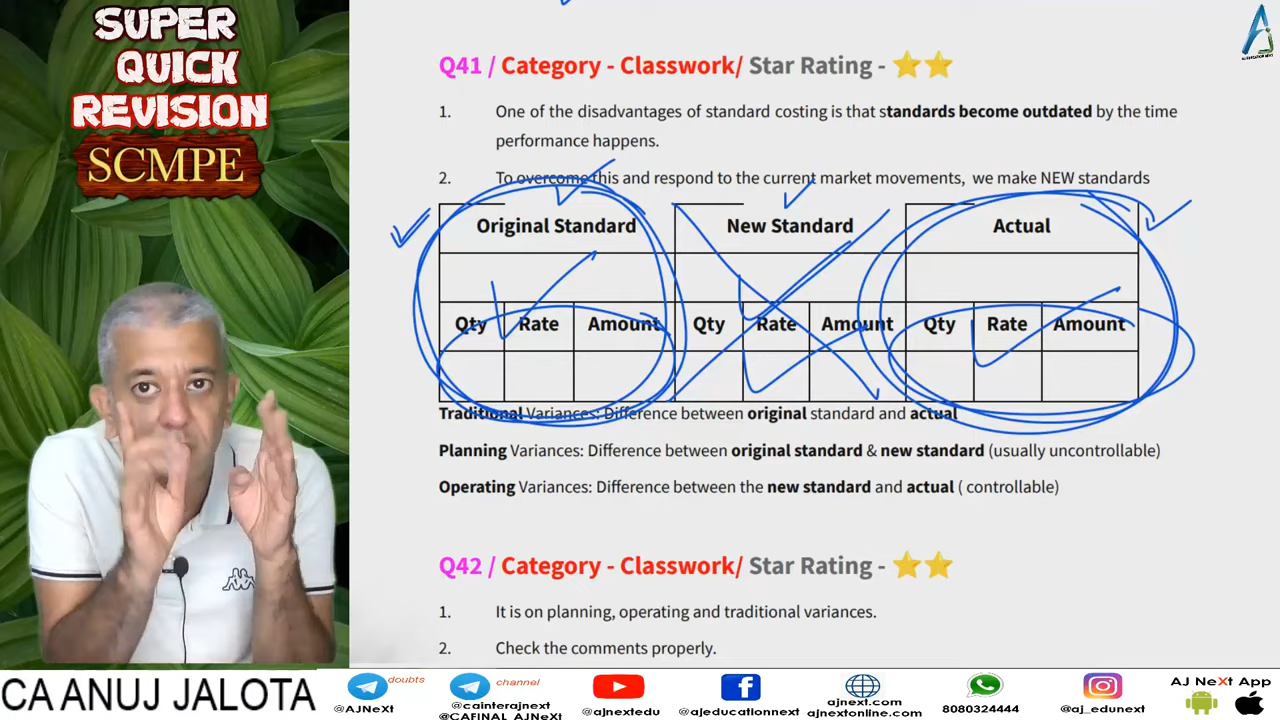 SUPER
QUICK
REVISION
SCMPE
Q41 / Category - Classwork/ Star Rating -
1. One of the disadvantages of standard costing is that standards become outdated by the time
performance happens.
2. To overcome this and respond to the current market movements, we make NEW standards
Original Standard New Standard Actual
Qty Rate Amount Qty Rate Amount Qty Rate Amount
Traditional Variances: Difference between original standard and actual
Planning Variances: Difference between original standard & new standard (usually uncontrollable)
Operating Variances: Difference between the new standard and actual ( controllable)
Q42 / Category - Classwork/ Star Rating -
1. It is on planning, operating and traditional variances.
2. Check the comments properly.
CA ANUJ JALOTA
doubts
@AJNeXt
channel
@cainterajnext
@CAFINAL_AJNeXt
@ajnextedu
@ajeducationnext
ajnext.com
ajnextonline.com
8080324444
@aj_edunext
AJ NeXt App